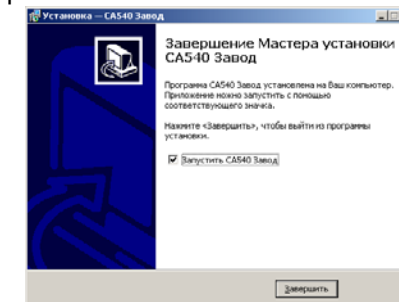 Установка — CA540 Завод
Завершение Мастера установки
CA540 Завод
Программа CA540 Завод установлена на Ваш компьютер.
Приложение можно запустить с помощью
соответствующего значка.
Нажмите «Завершить», чтобы выйти из программы
установки.
Запустить CA540 Завод
Завершить